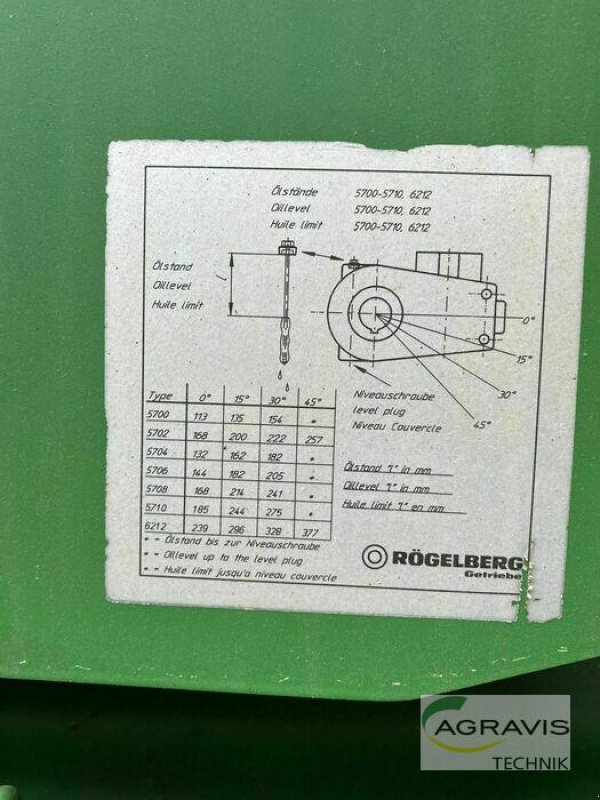 Ölstände 5700-5710, 6212
Oillevel 5700-5710, 6212
Huile limit 5700-5710, 6212
Ölstand
Oillevel
Huile limit
l
0°
15°
30°
45°
Niveauschraube
level plug
Niveau Couvercle
Type 0° 15° 30° 45°
5700 113 135 154 *
5702 168 200 222 257
5704 132 162 182 *
5706 144 182 205 *
5708 168 214 241 *
5710 185 244 275 *
6212 239 296 328 377
* = Ölstand bis zur Niveauschraube
* = Oillevel up to the level plug
* = Huile limit jusqu'a niveau couvercle
Ölstand "l" in mm
Oillevel "l" in mm
Huile limit "l" en mm
RÖGELBERG
Getriebe
AGRAVIS
TECHNIK